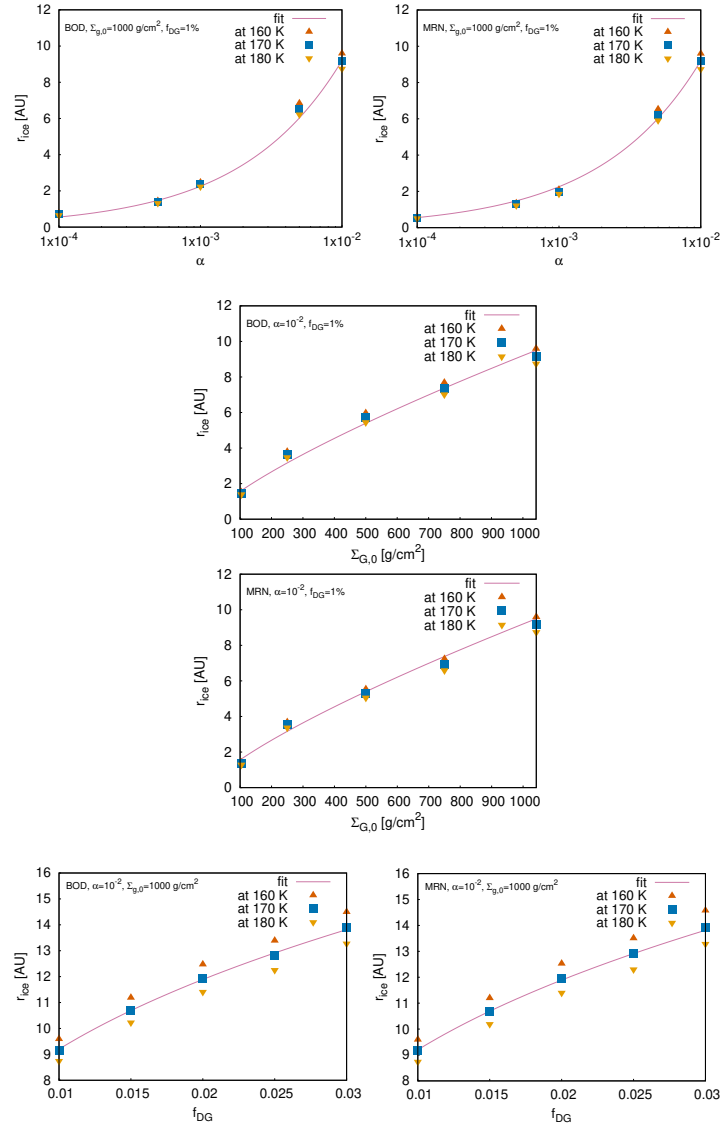 BOD, Σg,0=1000 g/cm², fDG=1%
fit
at 160 K
at 170 K
at 180 K
12
10
8
6
4
2
0
rice [AU]
1x10⁻⁴
1x10⁻³
1x10⁻²
α
MRN, Σg,0=1000 g/cm², fDG=1%
fit
at 160 K
at 170 K
at 180 K
12
10
8
6
4
2
0
rice [AU]
1x10⁻⁴
1x10⁻³
1x10⁻²
α
BOD, α=10⁻², fDG=1%
fit
at 160 K
at 170 K
at 180 K
12
10
8
6
4
2
0
rice [AU]
100 200 300 400 500 600 700 800 900 1000
ΣG,0 [g/cm²]
MRN, α=10⁻², fDG=1%
fit
at 160 K
at 170 K
at 180 K
12
10
8
6
4
2
0
rice [AU]
100 200 300 400 500 600 700 800 900 1000
ΣG,0 [g/cm²]
BOD, α=10⁻², Σg,0=1000 g/cm²
fit
at 160 K
at 170 K
at 180 K
16
15
14
13
12
11
10
9
8
rice [AU]
0.01 0.015 0.02 0.025 0.03
fDG
MRN, α=10⁻², Σg,0=1000 g/cm²
fit
at 160 K
at 170 K
at 180 K
16
15
14
13
12
11
10
9
8
rice [AU]
0.01 0.015 0.02 0.025 0.03
fDG